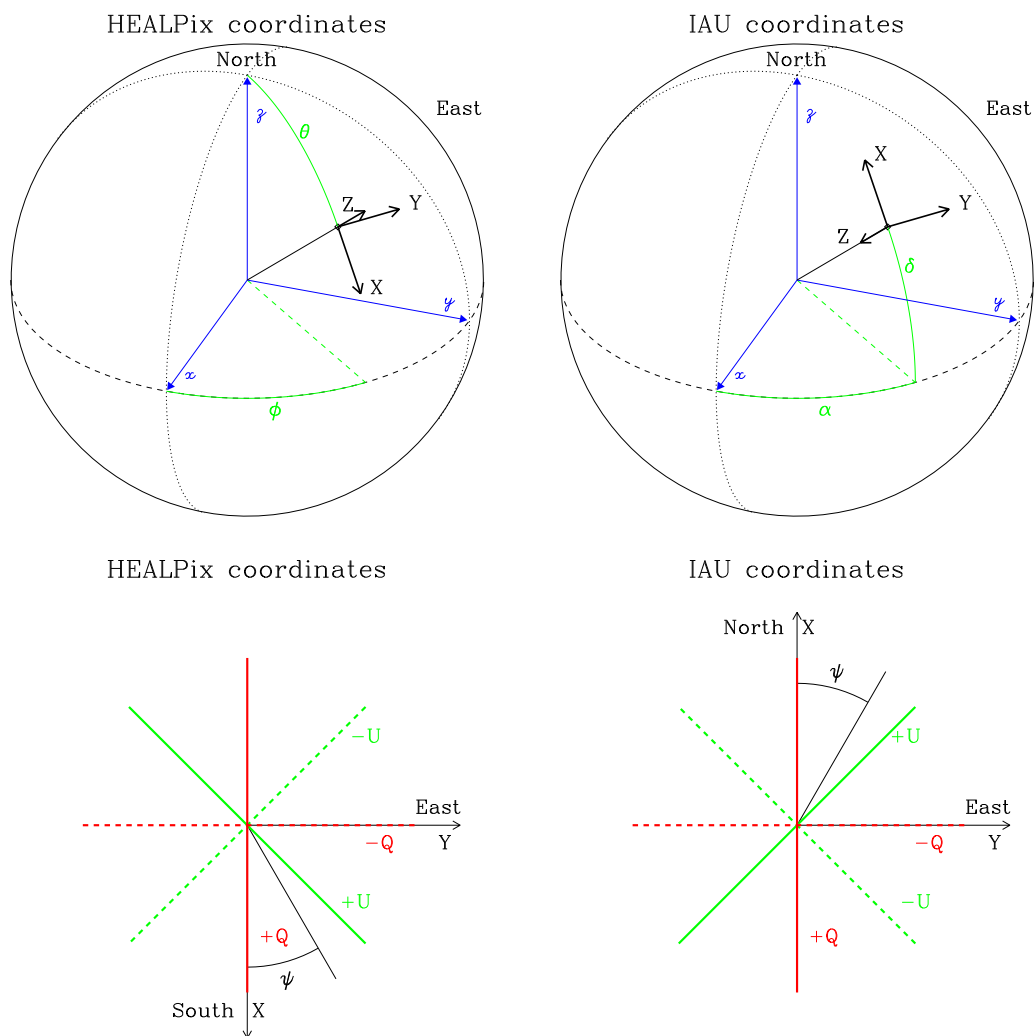 HEALPix coordinates
North
East
z
θ
Z
Y
X
y
x
ϕ
IAU coordinates
North
East
z
X
Y
Z
δ
y
x
α
HEALPix coordinates
-U
East
Y
-Q
+U
+Q
ψ
South X
IAU coordinates
North X
ψ
+U
East
Y
-Q
-U
+Q